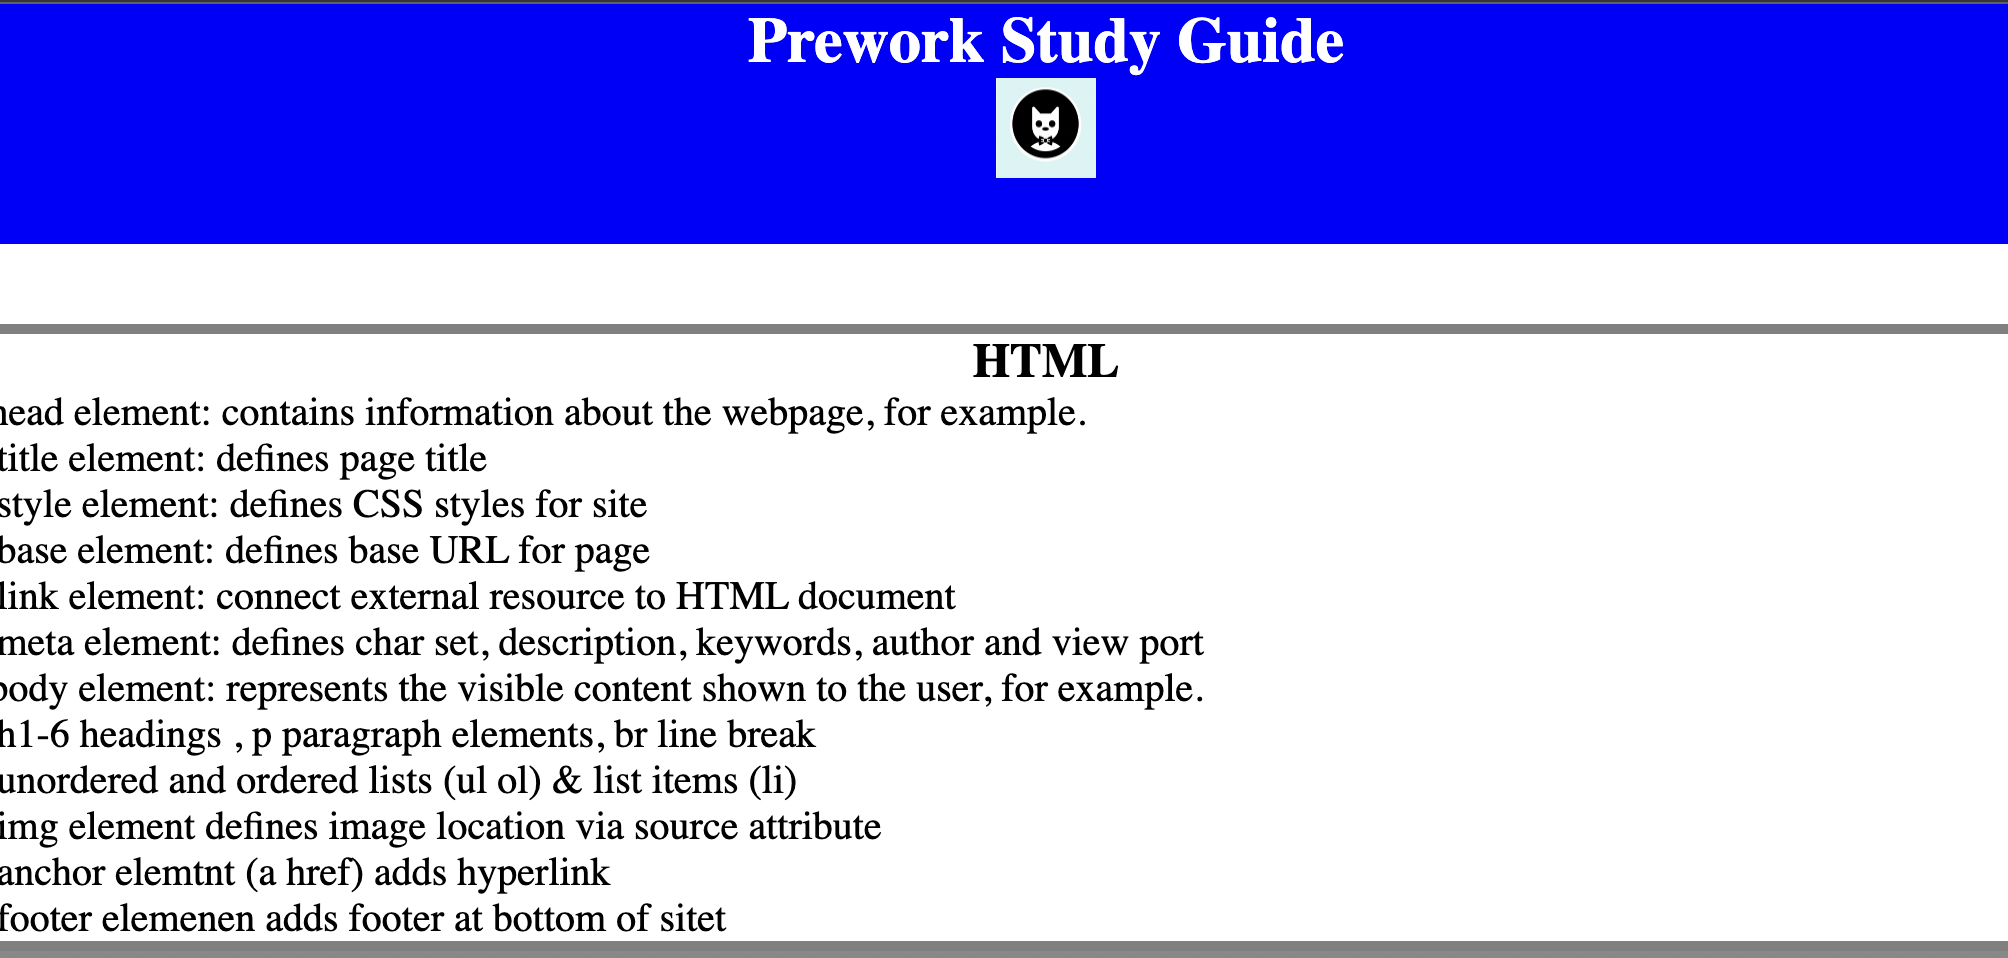 Prework Study Guide
HTML
head element: contains information about the webpage, for example.
title element: defines page title
style element: defines CSS styles for site
base element: defines base URL for page
link element: connect external resource to HTML document
meta element: defines char set, description, keywords, author and view port
body element: represents the visible content shown to the user, for example.
h1-6 headings , p paragraph elements, br line break
unordered and ordered lists (ul ol) & list items (li)
img element defines image location via source attribute
anchor elemtnt (a href) adds hyperlink
footer elemenen adds footer at bottom of sitet